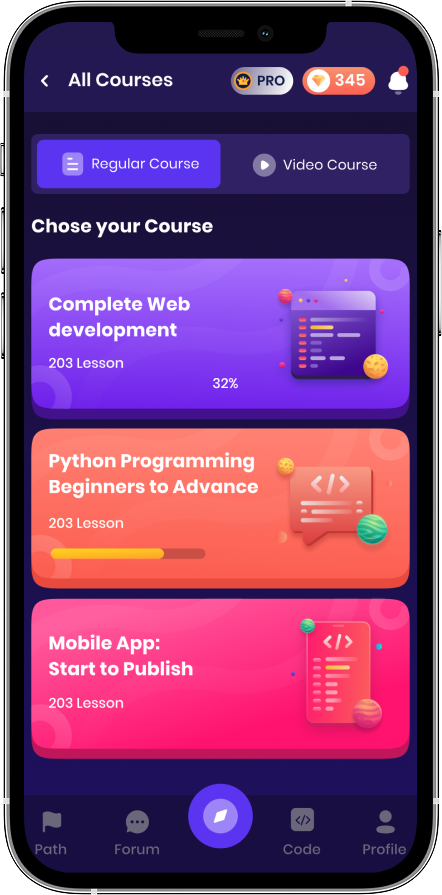 All Courses
PRO
345
Regular Course
Video Course
Chose your Course
Complete Web
development
203 Lesson
32%
Python Programming
Beginners to Advance
203 Lesson
</>
Mobile App:
Start to Publish
203 Lesson
</>
</>
Path
Forum
Code
Profile